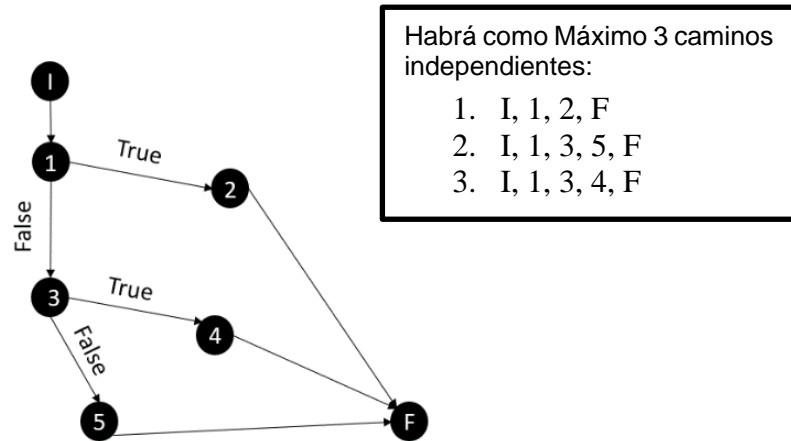 Habrá como Máximo 3 caminos
independientes:
1. I, 1, 2, F
2. I, 1, 3, 5, F
3. I, 1, 3, 4, F
I
1
True
2
False
3
True
4
False
5
F